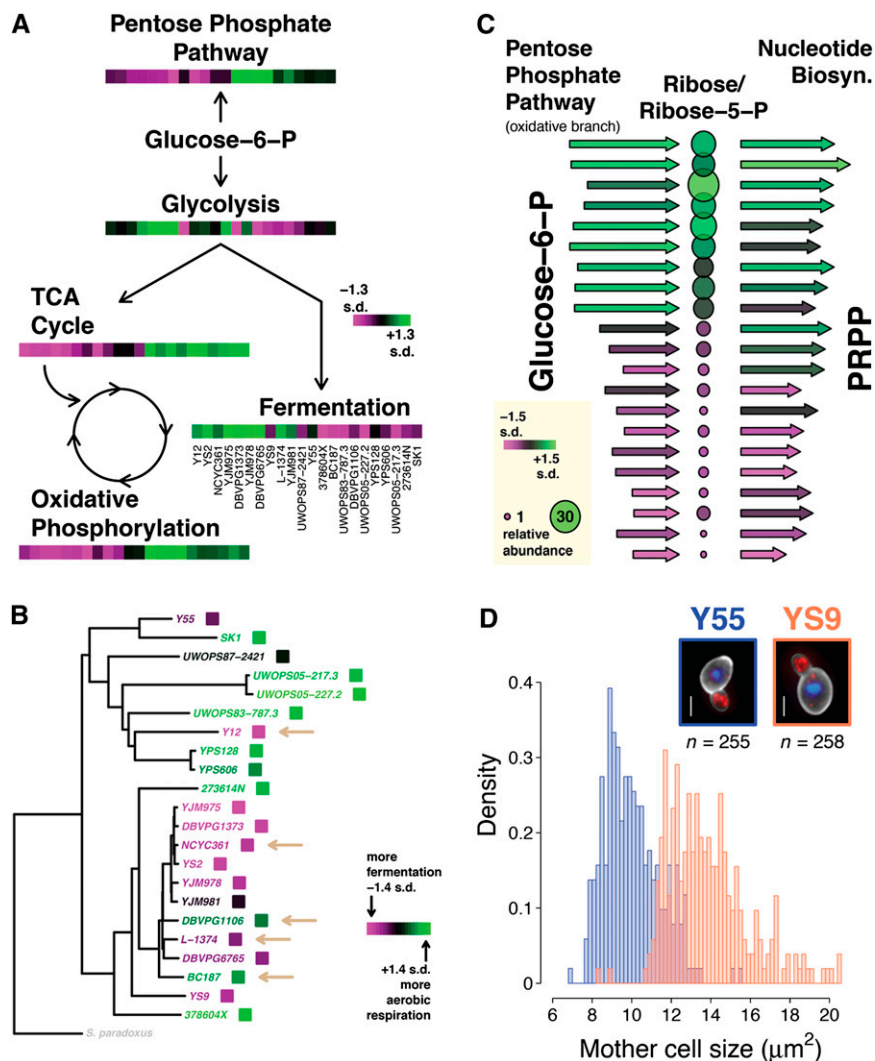 A
Pentose Phosphate
Pathway
Glucose–6–P
Glycolysis
−1.3
s.d.
+1.3
s.d.
TCA
Cycle
Fermentation
Y12
YS2
NCYC361
YJM975
DBVPG1373
YJM978
DBVPG6765
YS9
L−1374
YJM981
UWOPS87−2421
Y55
378604X
BC187
UWOPS83−787.3
DBVPG1106
UWOPS05−227.2
YPS128
YPS606
UWOPS05−217.3
273614N
SK1
Oxidative
Phosphorylation
C
Pentose
Phosphate
Pathway
(oxidative branch)
Ribose/
Ribose−5−P
Nucleotide
Biosyn.
Glucose−6−P
PRPP
−1.5
s.d.
+1.5
s.d.
1
30
relative
abundance
B
Y55
SK1
UWOPS87−2421
UWOPS05−217.3
UWOPS05−227.2
UWOPS83−787.3
Y12
YPS128
YPS606
273614N
YJM975
DBVPG1373
NCYC361
YS2
YJM978
YJM981
DBVPG1106
L−1374
DBVPG6765
BC187
YS9
378604X
S. paradoxus
more
fermentation
−1.4 s.d.
+1.4 s.d.
more
aerobic
respiration
D
Y55
YS9
n = 255
n = 258
Density
0.4
0.3
0.2
0.1
0
6 8 10 12 14 16 18 20
Mother cell size (μm²)